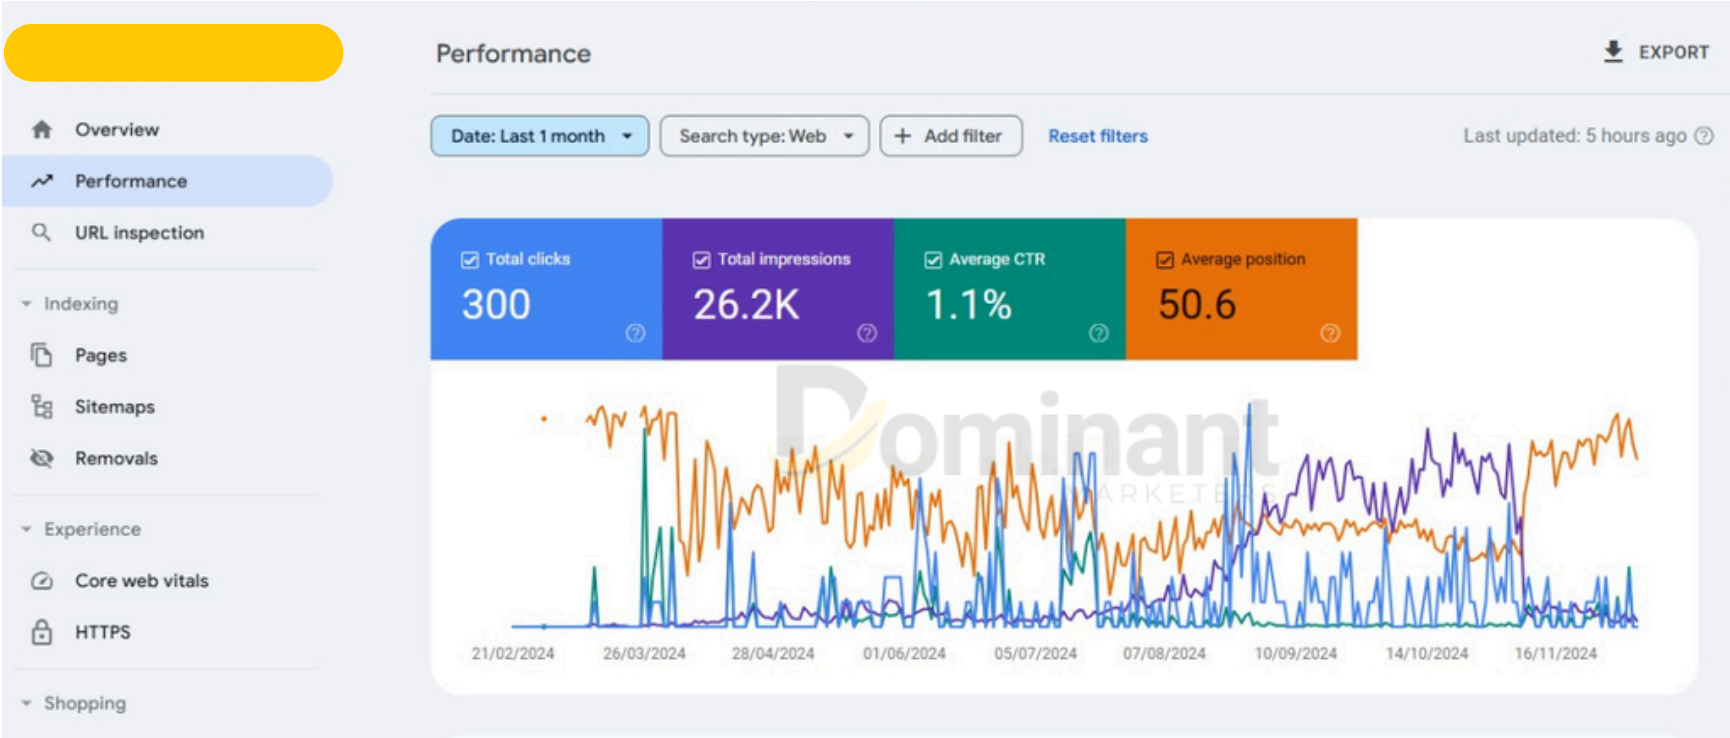 Performance
EXPORT
Overview
Performance
URL inspection
Indexing
Pages
Sitemaps
Removals
Experience
Core web vitals
HTTPS
Shopping
Date: Last 1 month
Search type: Web
+ Add filter
Reset filters
Last updated: 5 hours ago
Total clicks
300
Total impressions
26.2K
Average CTR
1.1%
Average position
50.6
Dominant
MARKETERS
21/02/2024 26/03/2024 28/04/2024 01/06/2024 05/07/2024 07/08/2024 10/09/2024 14/10/2024 16/11/2024